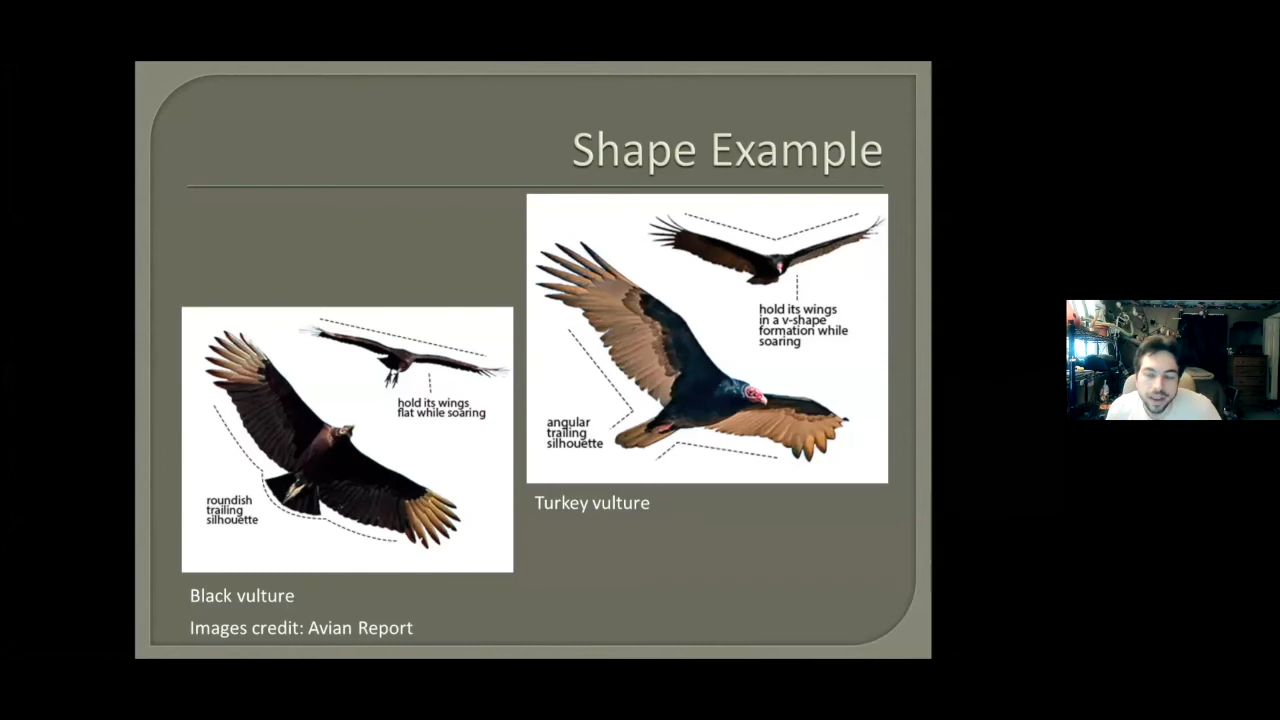 Shape Example
hold its wings
flat while soaring
roundish
trailing
silhouette
Black vulture
Images credit: Avian Report
hold its wings
in a v-shape
formation while
soaring
angular
trailing
silhouette
Turkey vulture